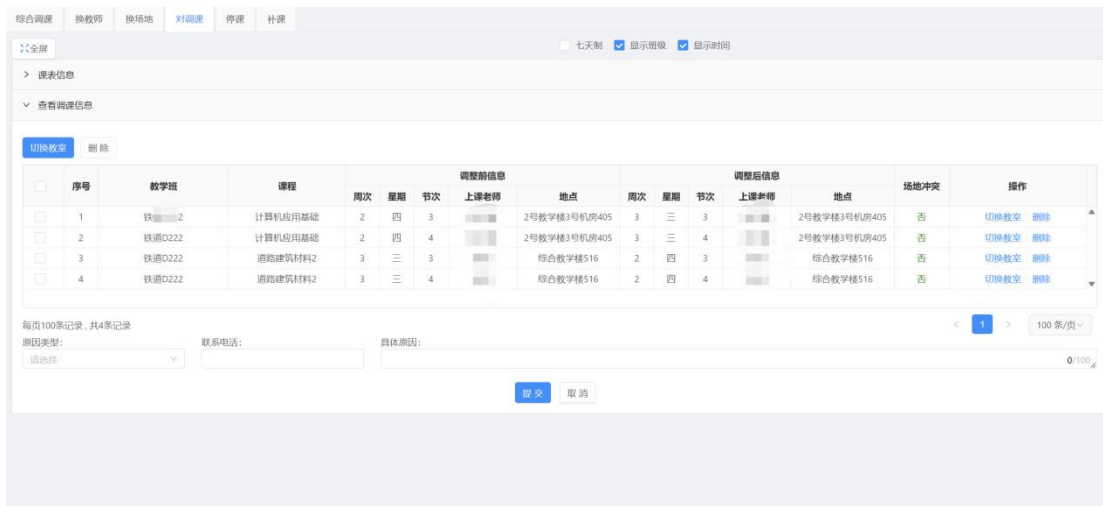 综合调课 换教师 换场地 对调课 停课 补课
全屏 七天制 显示班级 显示时间
课表信息
查看调课信息
切换教室 删 除
序号 教学班 课程 调整前信息 调整后信息 场地冲突 操作
周次 星期 节次 上课老师 地点 周次 星期 节次 上课老师 地点
1 铁 2 计算机应用基础 2 四 3 2号教学楼3号机房405 3 三 3 2号教学楼3号机房405 否 切换教室 删除
2 铁道D222 计算机应用基础 2 四 4 2号教学楼3号机房405 3 三 4 2号教学楼3号机房405 否 切换教室 删除
3 铁道D222 道路建筑材料2 3 三 3 综合教学楼516 2 四 3 综合教学楼516 否 切换教室 删除
4 铁道D222 道路建筑材料2 3 三 4 综合教学楼516 2 四 4 综合教学楼516 否 切换教室 删除
每页100条记录 , 共4条记录 < 1 > 100 条/页
原因类型: 联系电话: 具体原因:
请选择 0/100
提 交 取 消